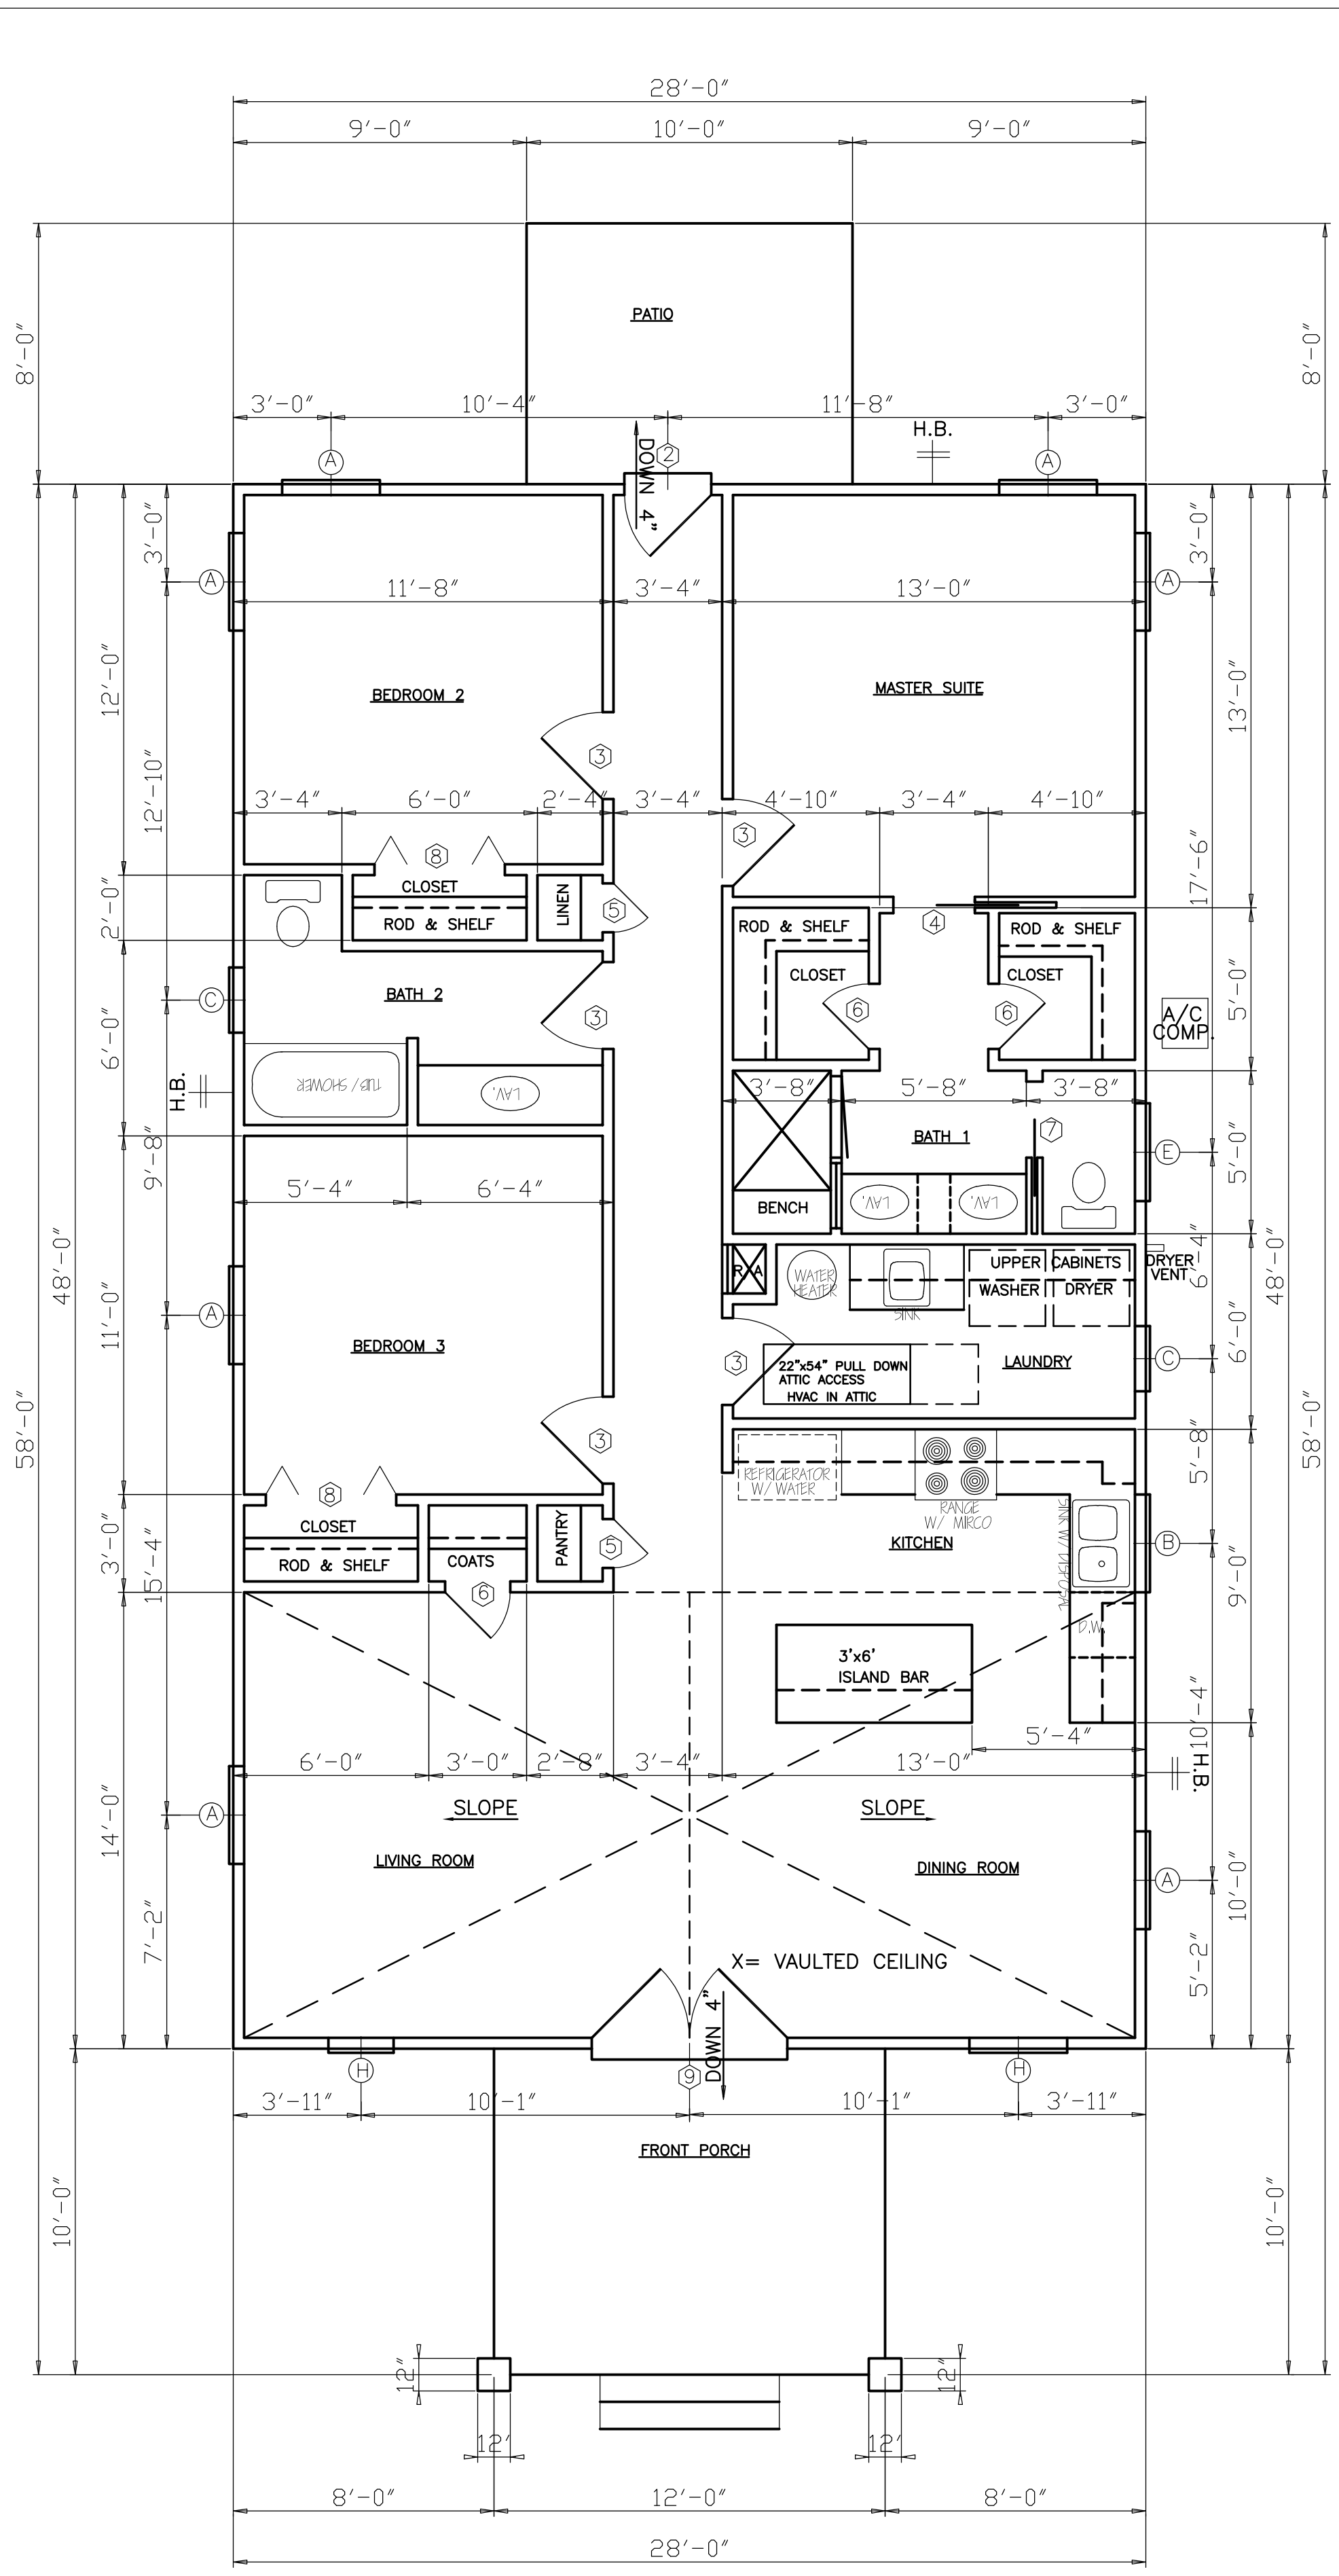 28'-0"
9'-0" 10'-0" 9'-0"
8'-0"
8'-0"
PATIO
3'-0" 10'-4" 11'-8" 3'-0"
H.B.
A
2
A
DOWN 4"
3'-0"
3'-0"
A
A
11'-8" 3'-4" 13'-0"
12'-0"
13'-0"
BEDROOM 2
MASTER SUITE
3
12'-10"
3'-4" 6'-0" 2'-4" 3'-4" 4'-10" 3'-4" 4'-10"
3
8
17'-6"
CLOSET
LINEN
ROD & SHELF
5
2'-0"
4
ROD & SHELF
ROD & SHELF
CLOSET
CLOSET
5'-0"
BATH 2
C
6
6
3
A/C
COMP.
6'-0"
TUB/ SHOWER
LAV.
H.B.
3'-8" 5'-8" 3'-8"
7
BATH 1
E
5'-0"
9'-8"
5'-4" 6'-4"
BENCH
LAV.
LAV.
48'-0"
48'-0"
6'-4"
R/A
WATER
HEATER
SINK
UPPER CABINETS
WASHER
DRYER
DRYER
VENT
A
11'-0"
6'-0"
BEDROOM 3
3
22"x54" PULL DOWN
ATTIC ACCESS
HVAC IN ATTIC
LAUNDRY
C
58'-0"
58'-0"
3
5'-8"
REFRIGERATOR
W/ WATER
RANGE
W/ MIRCO
8
CLOSET
ROD & SHELF
COATS
PANTRY
5
KITCHEN
SINK W/ DISPOSAL
B
3'-0"
15'-4"
9'-0"
6
D.W.
3'x6'
ISLAND BAR
10'-4"
5'-4"
6'-0" 3'-0" 2'-8" 3'-4" 13'-0"
H.B.
A
SLOPE
SLOPE
14'-0"
LIVING ROOM
DINING ROOM
A
10'-0"
7'-2"
5'-2"
X= VAULTED CEILING
DOWN 4"
H
9
H
3'-11" 10'-1" 10'-1" 3'-11"
FRONT PORCH
10'-0"
10'-0"
12"
12"
12'
12'
8'-0" 12'-0" 8'-0"
28'-0"